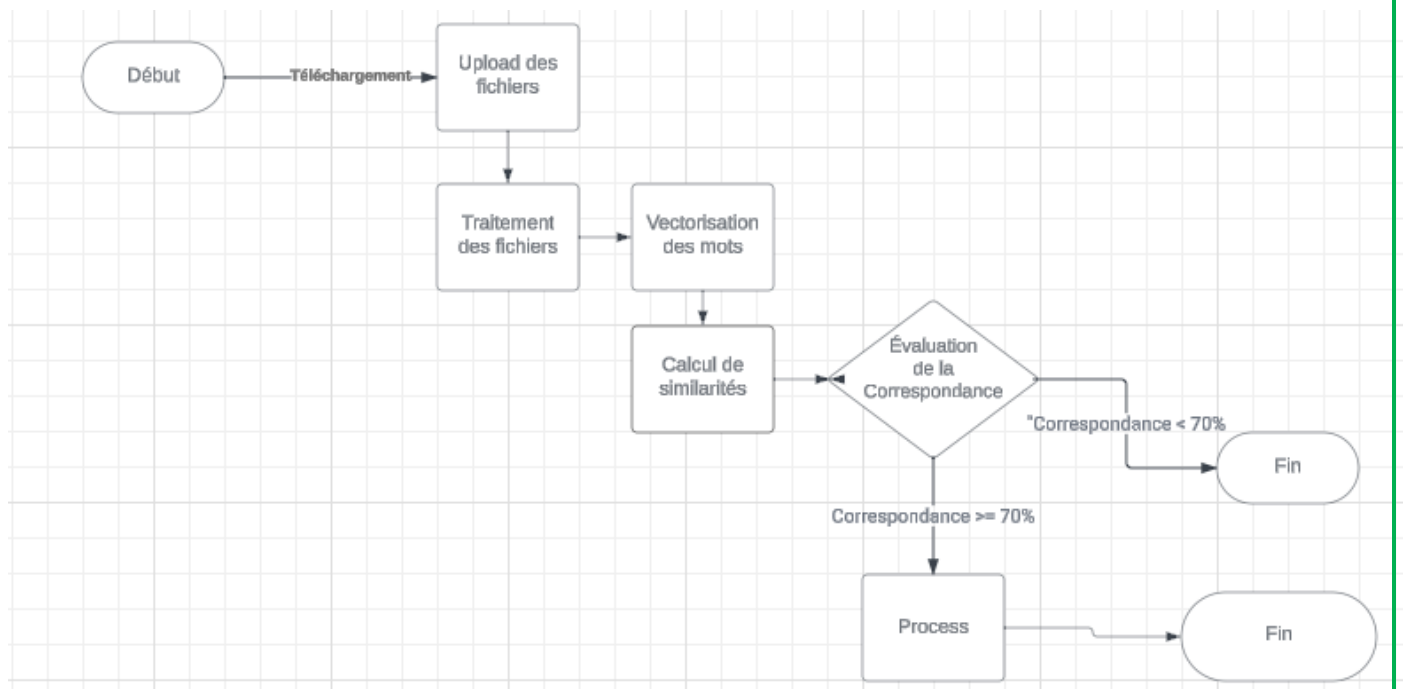 Début
Téléchargement
Upload des
fichiers
Traitement
des fichiers
Vectorisation
des mots
Calcul de
similarités
Évaluation
de la
Correspondance
"Correspondance < 70%
Fin
Correspondance >= 70%
Process
Fin